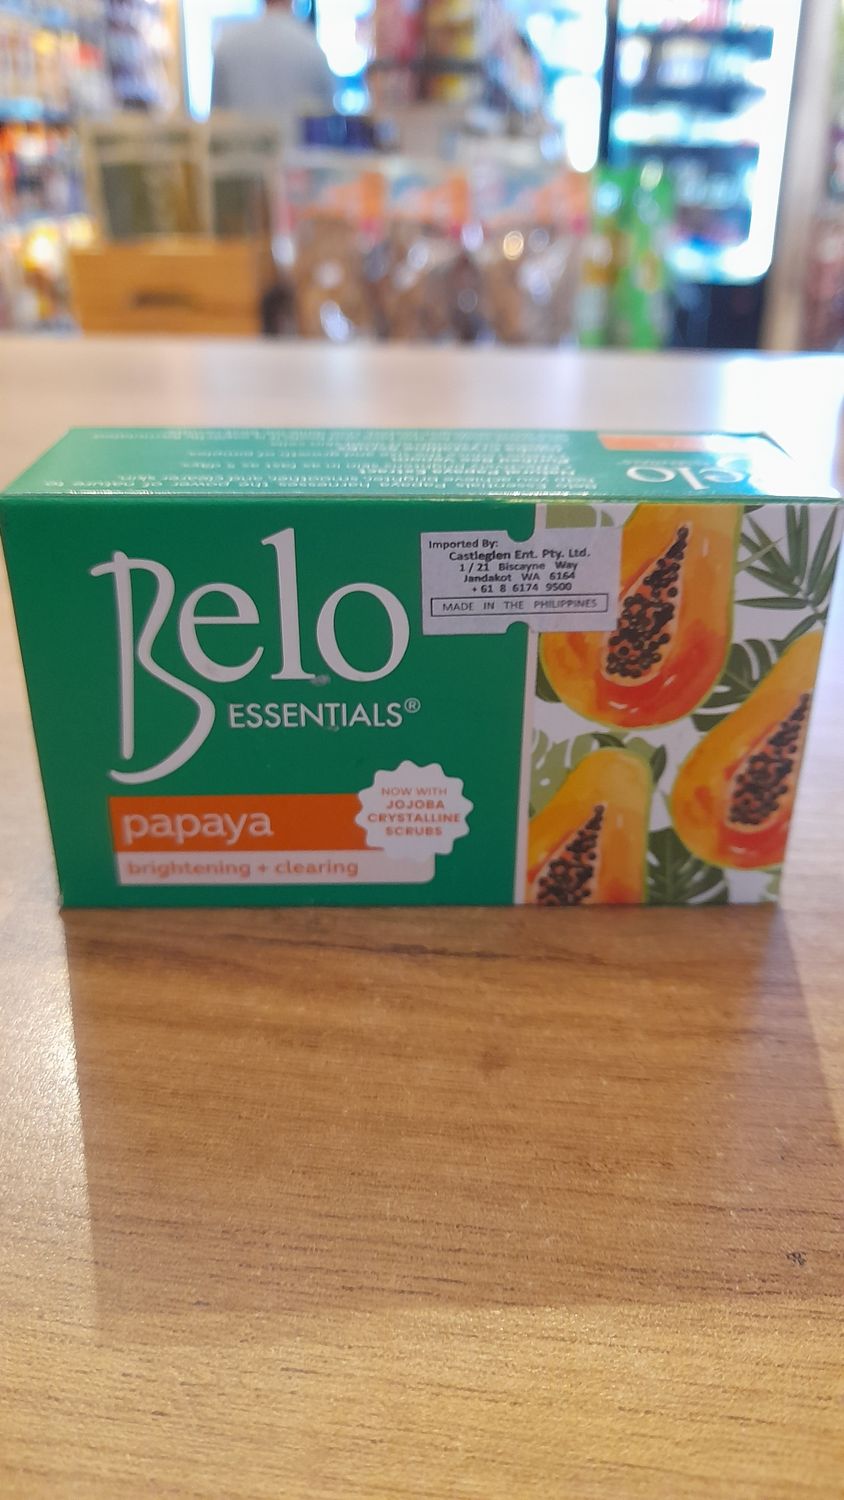 Belo
Belo
ESSENTIALS®
Imported By:
Castleglen Ent. Pty. Ltd.
1 / 21 Biscayne Way
Jandakot WA 6164
+ 61 8 6174 9500
MADE IN THE PHILIPPINES
papaya
brightening + clearing
NOW WITH
JOJOBA
CRYSTALLINE
SCRUBS